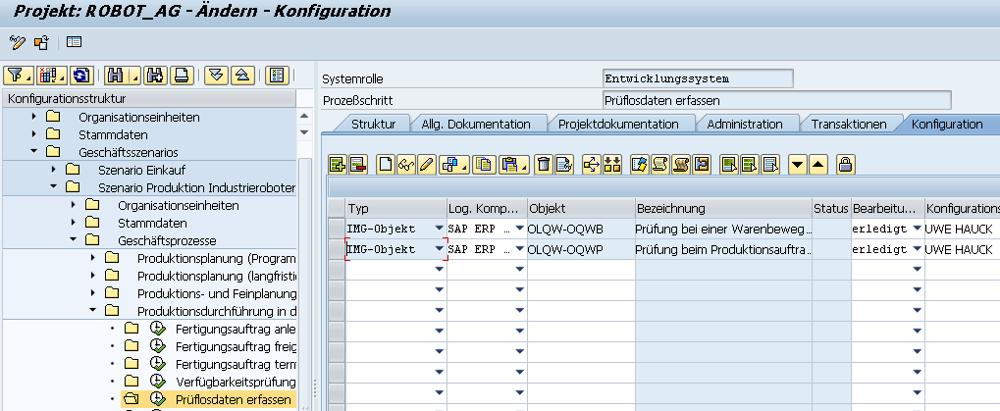 Projekt: ROBOT_AG - Ändern - Konfiguration
Konfigurationsstruktur
Organisationseinheiten
Stammdaten
Geschäftsszenarios
Szenario Einkauf
Szenario Produktion Industrieroboter
Organisationseinheiten
Stammdaten
Geschäftsprozesse
Produktionsplanung (Program
Produktionsplanung (langfristic
Produktions- und Feinplanung
Produktionsdurchführung in d
Fertigungsauftrag anle
Fertigungsauftrag freig
Fertigungsauftrag term
Verfügbarkeitsprüfung
Prüflosdaten erfassen
Systemrolle Entwicklungssystem
Prozeßschritt Prüflosdaten erfassen
Struktur Allg. Dokumentation Projektdokumentation Administration Transaktionen Konfiguration
Typ Log. Komp... Objekt Bezeichnung Status Bearbeitu... Konfigurations
IMG-Objekt SAP ERP ... OLQW-OQWB Prüfung bei einer Warenbeweg... erledigt UWE HAUCK
IMG-Objekt SAP ERP ... OLQW-OQWP Prüfung beim Produktionsauftra... erledigt UWE HAUCK